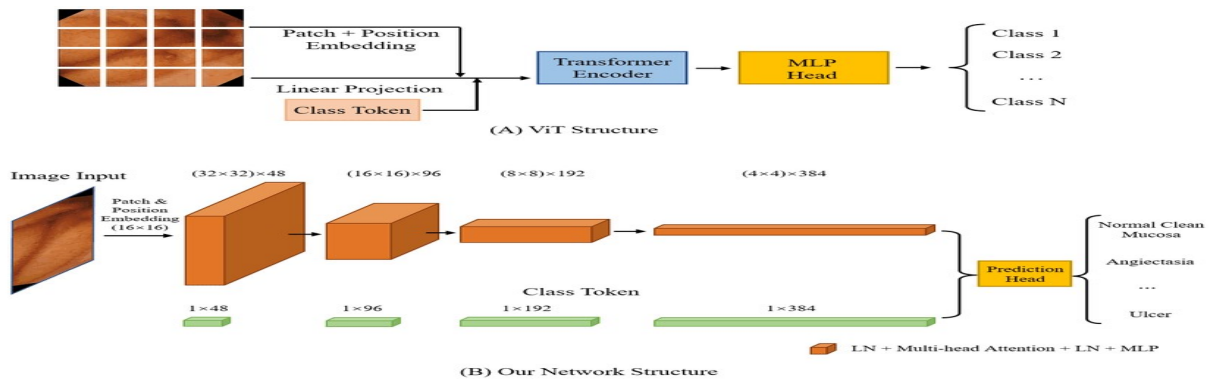 Patch + Position
Embedding
Linear Projection
Class Token
Transformer
Encoder
MLP
Head
Class 1
Class 2
...
Class N
(A) ViT Structure
Image Input
Patch &
Position
Embedding
(16×16)
(32×32)×48
(16×16)×96
(8×8)×192
(4×4)×384
Class Token
1×48
1×96
1×192
1×384
Prediction
Head
Normal Clean
Mucosa
Angiectasia
...
Ulcer
LN + Multi-head Attention + LN + MLP
(B) Our Network Structure